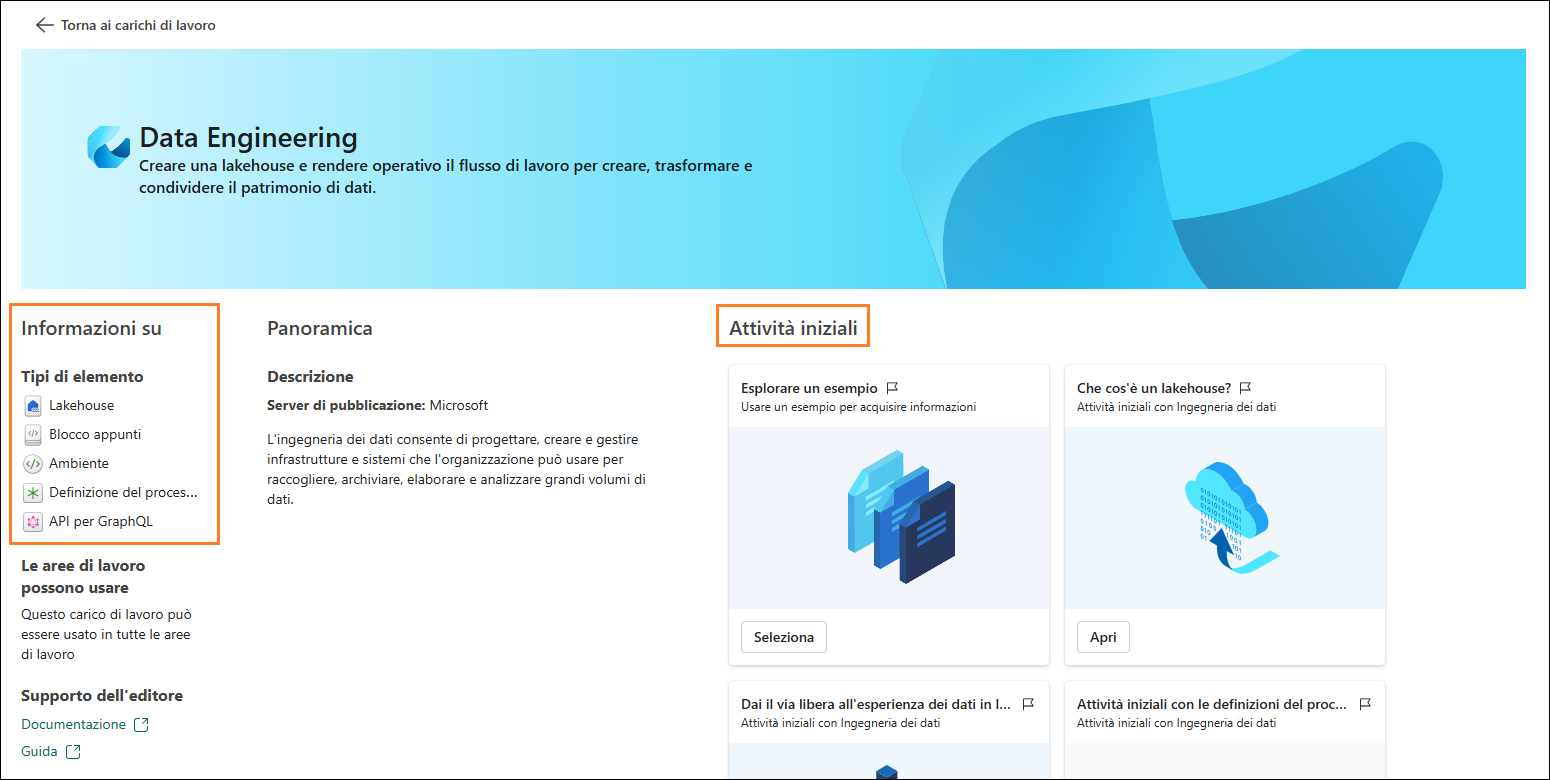 Torna ai carichi di lavoro
Data Engineering
Creare una lakehouse e rendere operativo il flusso di lavoro per creare, trasformare e
condividere il patrimonio di dati.
Informazioni su
Tipi di elemento
Lakehouse
Blocco appunti
Ambiente
Definizione del proces...
API per GraphQL
Le aree di lavoro
possono usare
Questo carico di lavoro può
essere usato in tutte le aree
di lavoro
Supporto dell'editore
Documentazione
Guida
Panoramica
Descrizione
Server di pubblicazione: Microsoft
L'ingegneria dei dati consente di progettare, creare e gestire
infrastrutture e sistemi che l'organizzazione può usare per
raccogliere, archiviare, elaborare e analizzare grandi volumi di
dati.
Attività iniziali
Esplorare un esempio
Usare un esempio per acquisire informazioni
Seleziona
Che cos'è un lakehouse?
Attività iniziali con Ingegneria dei dati
Apri
Dai il via libera all'esperienza dei dati in l...
Attività iniziali con Ingegneria dei dati
Attività iniziali con le definizioni del proc...
Attività iniziali con Ingegneria dei dati